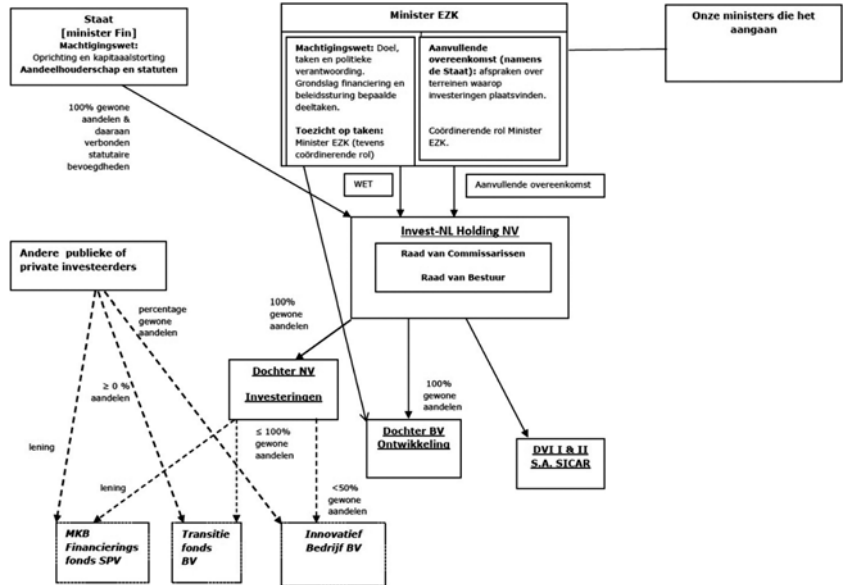 Staat
[minister Fin]
Machtigingswet:
Oprichting en kapitaaalstorting
Aandeelhouderschap en statuten
Minister EZK
Machtigingswet: Doel,
taken en politieke
verantwoording.
Grondslag financiering en
beleidssturing bepaalde
deeltaken.
Toezicht op taken:
Minister EZK (tevens
coördinerende rol)
Aanvullende
overeenkomst (namens
de Staat): afspraken over
terreinen waarop
investeringen plaatsvinden.
Coördinerende rol Minister
EZK.
Onze ministers die het
aangaan
100% gewone
aandelen &
daaraan
verbonden
statutaire
bevoegdheden
WET
Aanvullende overeenkomst
Invest-NL Holding NV
Raad van Commissarissen
Raad van Bestuur
Andere publieke of
private investeerders
percentage
gewone
aandelen
100%
gewone
aandelen
≥ 0 %
aandelen
lening
Dochter NV
Investeringen
100%
gewone
aandelen
≤ 100%
gewone
aandelen
Dochter BV
Ontwikkeling
DVI I & II
S.A. SICAR
lening
<50%
gewone
aandelen
MKB
Financierings
fonds SPV
Transitie
fonds
BV
Innovatief
Bedrijf BV